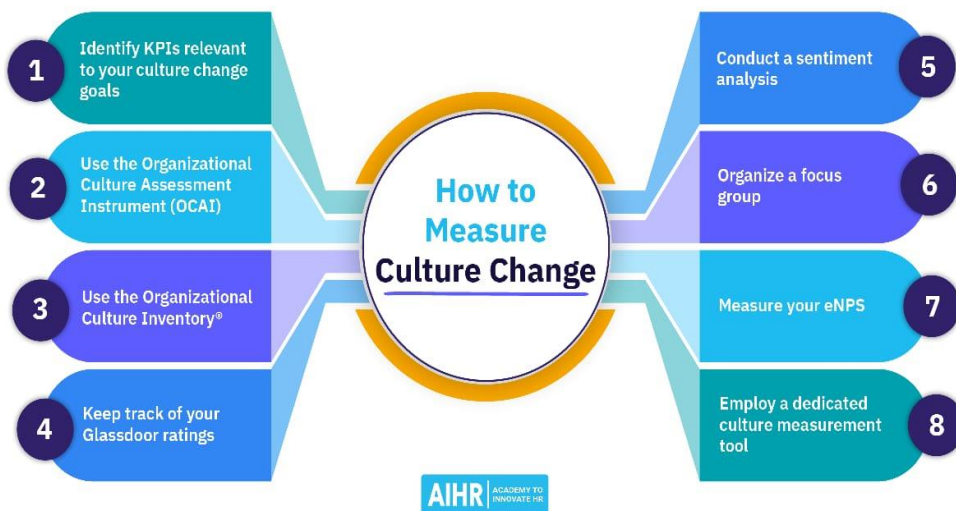 1
Identify KPIs relevant
to your culture change
goals
2
Use the Organizational
Culture Assessment
Instrument (OCAI)
3
Use the Organizational
Culture Inventory®
4
Keep track of your
Glassdoor ratings
How to
Measure
Culture Change
5
Conduct a sentiment
analysis
6
Organize a focus
group
7
Measure your eNPS
8
Employ a dedicated
culture measurement
tool
AIHR
ACADEMY TO
INNOVATE HR